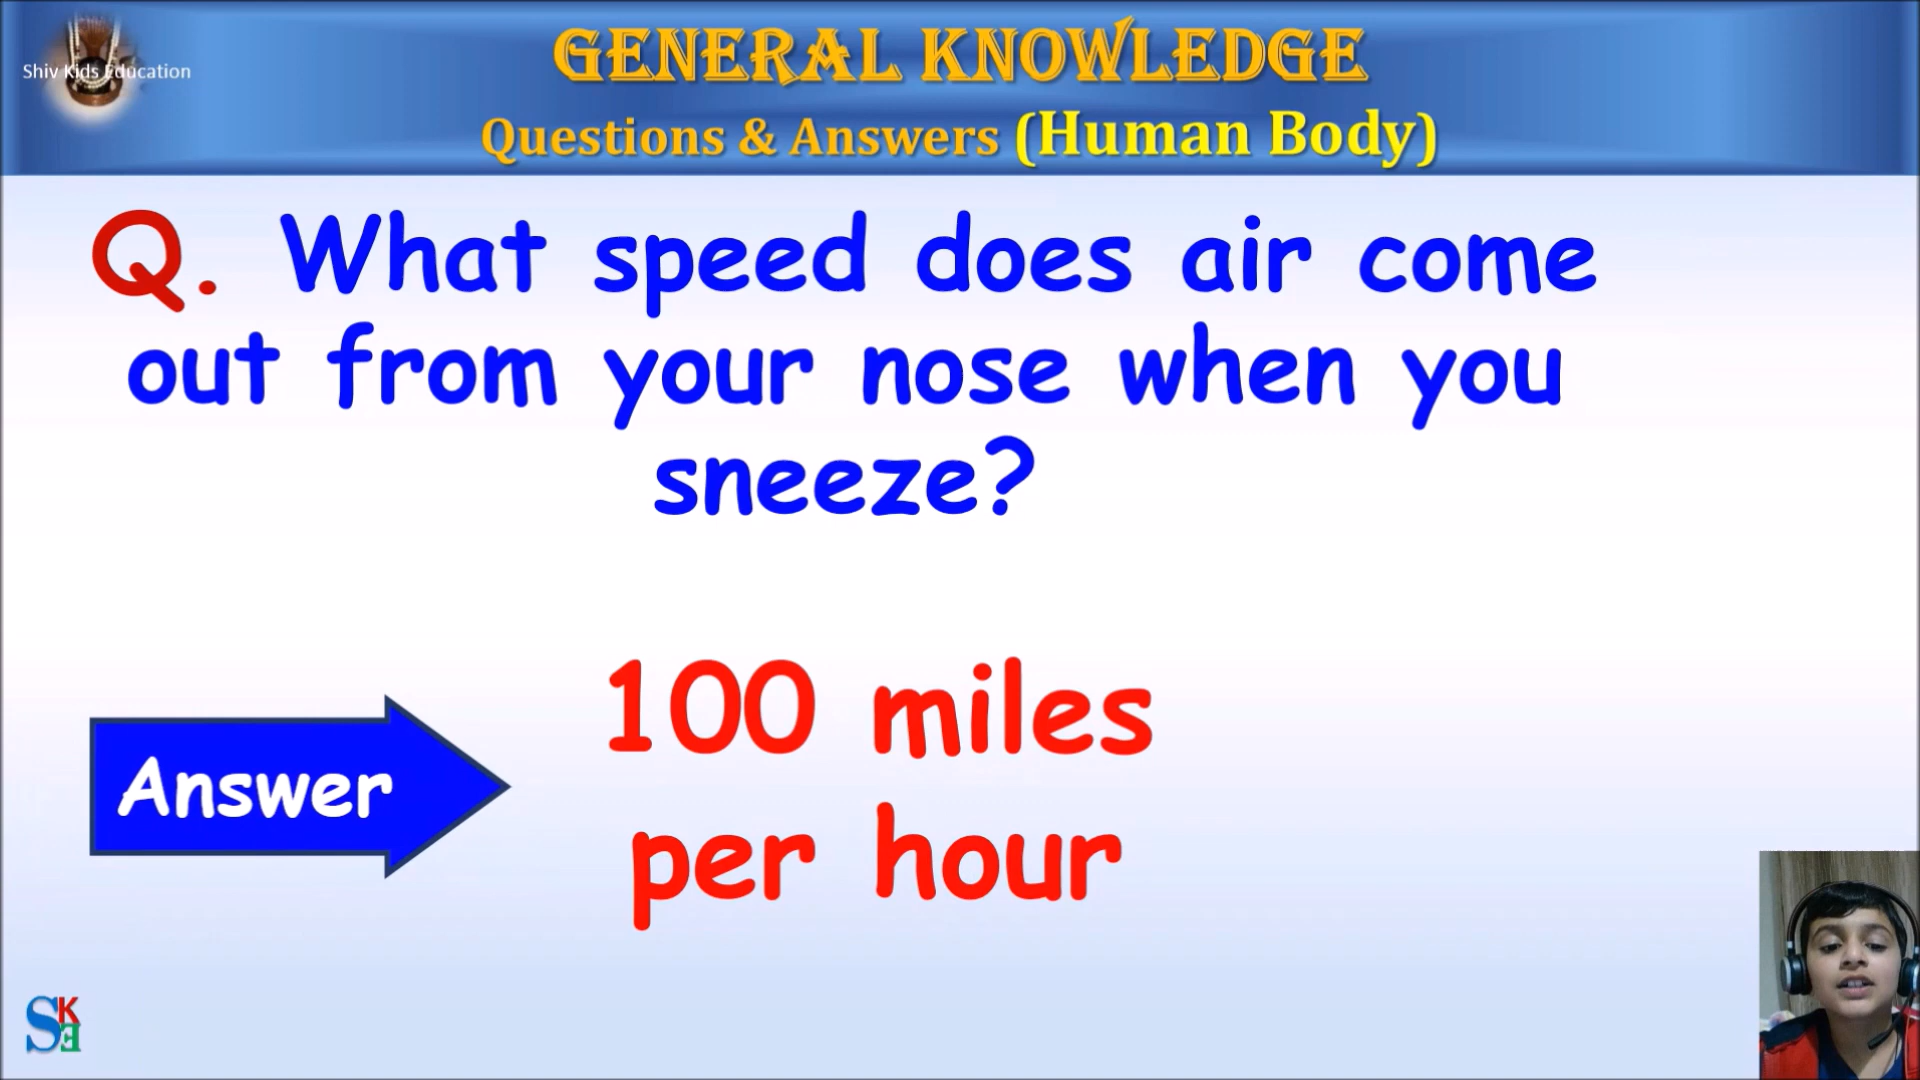 Shiv Kids Education
GENERAL KNOWLEDGE
Questions & Answers (Human Body)
Q. What speed does air come
out from your nose when you
sneeze?
Answer
100 miles
per hour
SKE